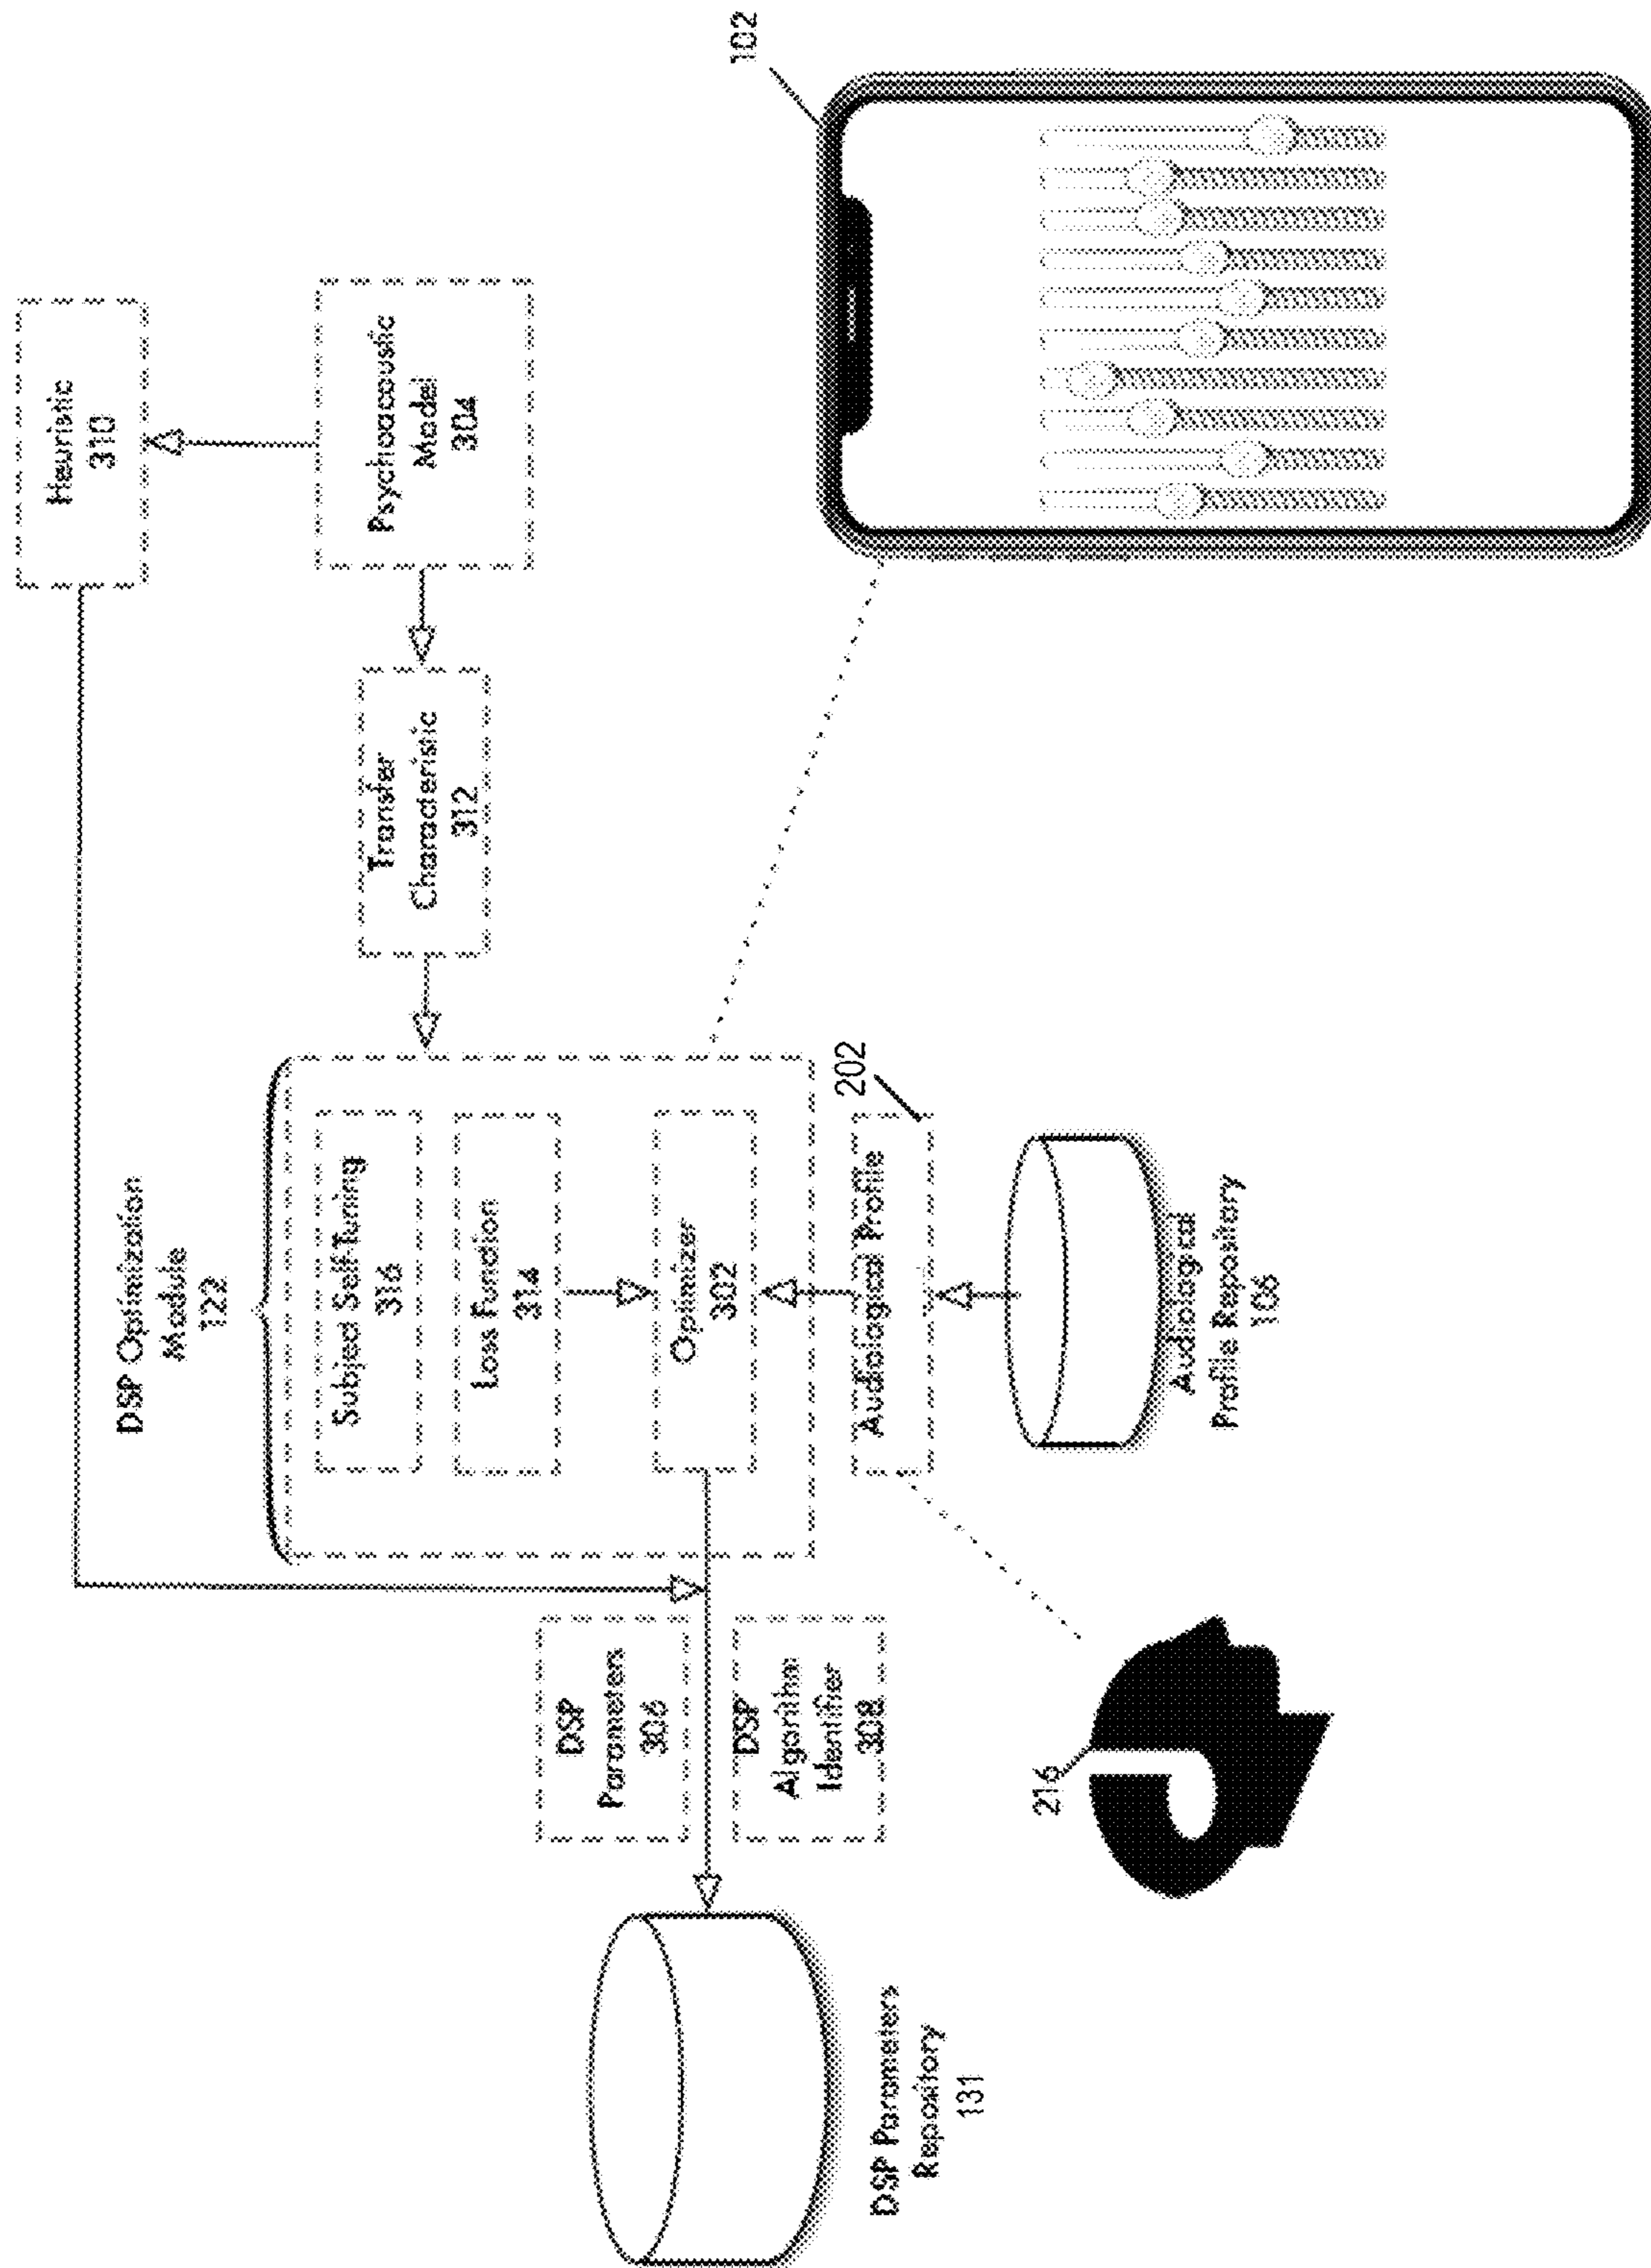 DSP Optimization
Module
122
Heuristic
310
Psychoacoustic
Model
304
Transfer
Characteristic
312
Subject Self-Tuning
316
Loss Function
314
Optimizer
302
DSP
Parameters
306
DSP
Algorithm
Identifier
308
DSP Parameters
Repository
131
202
Audiological Profile
Audiological
Profile Repository
106
216
102